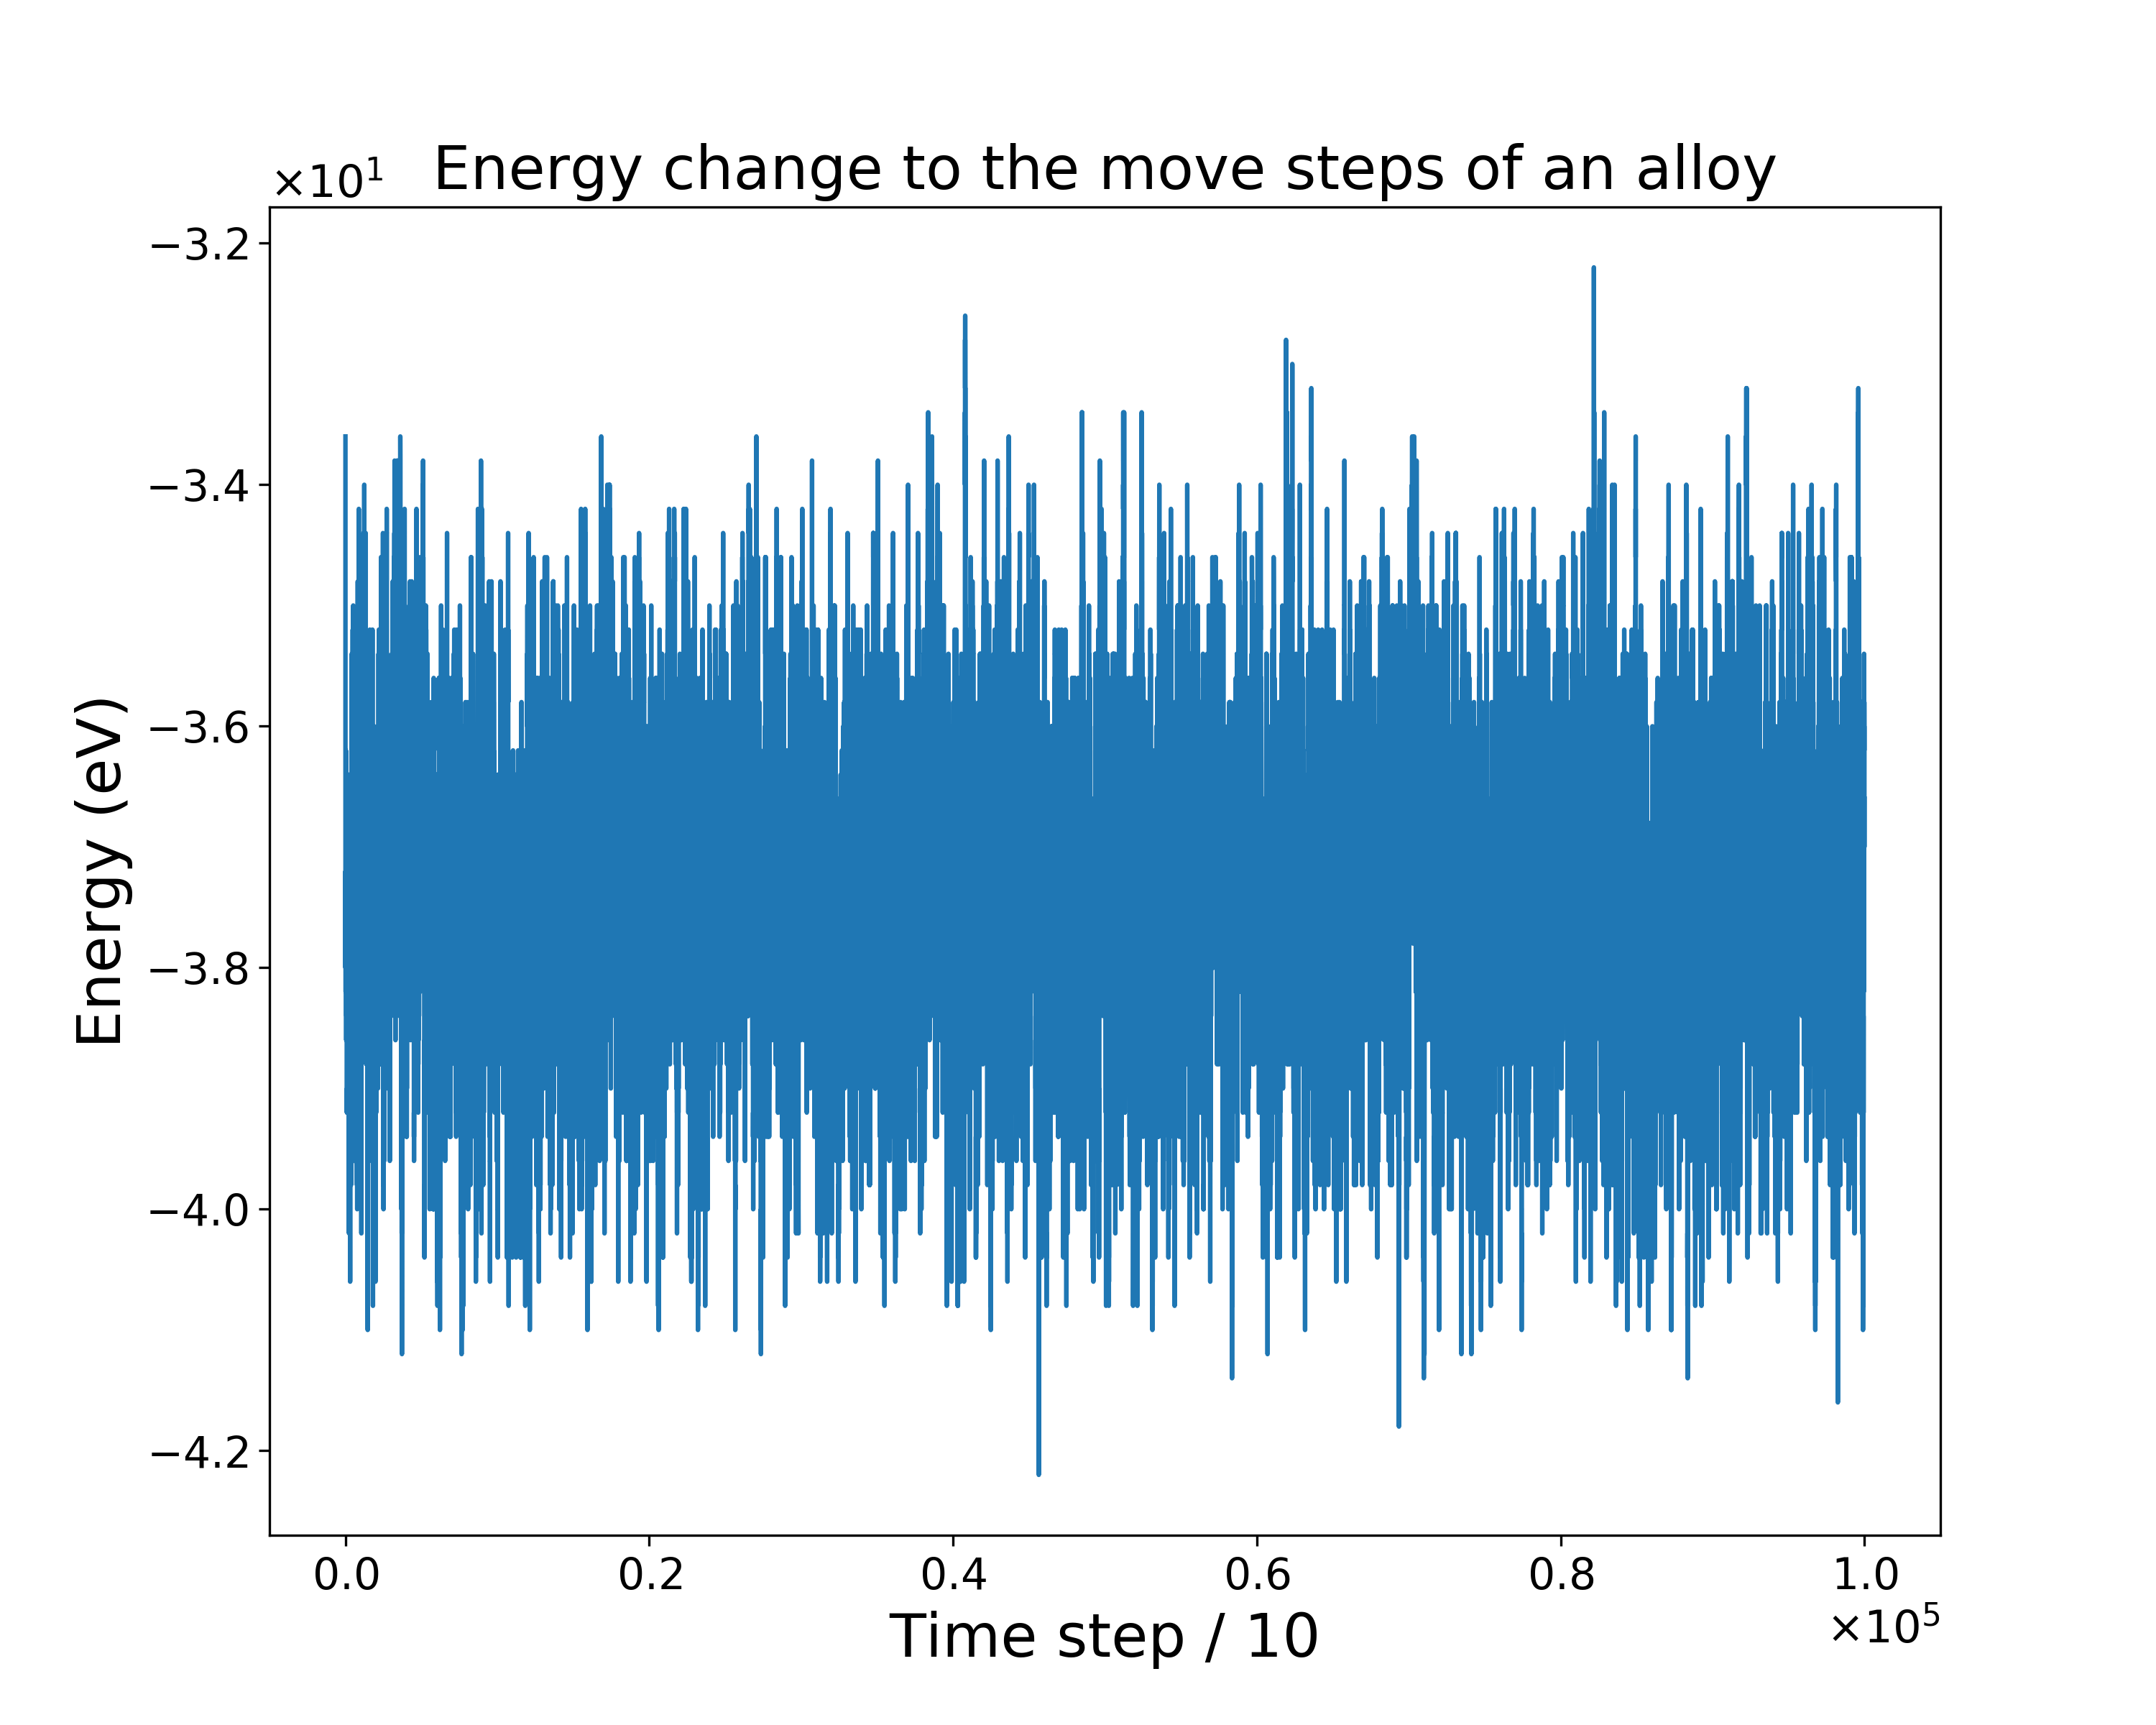 ×10¹
Energy change to the move steps of an alloy
−3.2
−3.4
−3.6
−3.8
−4.0
−4.2
Energy (eV)
0.0 0.2 0.4 0.6 0.8 1.0
Time step / 10
×10⁵